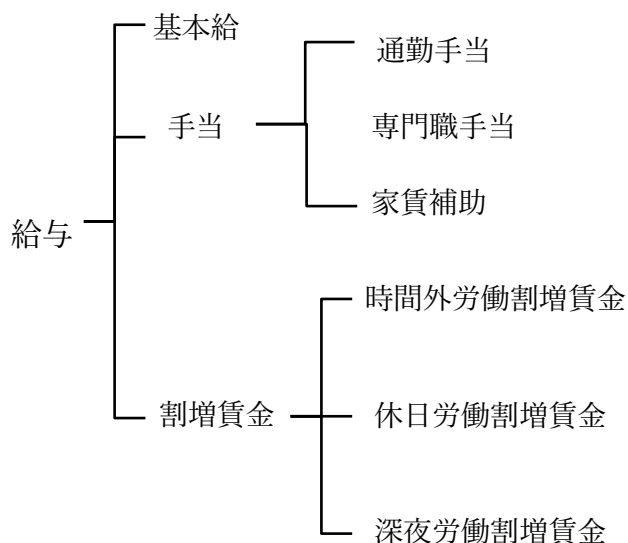 給与
基本給
手当
通勤手当
専門職手当
家賃補助
割増賃金
時間外労働割増賃金
休日労働割増賃金
深夜労働割増賃金